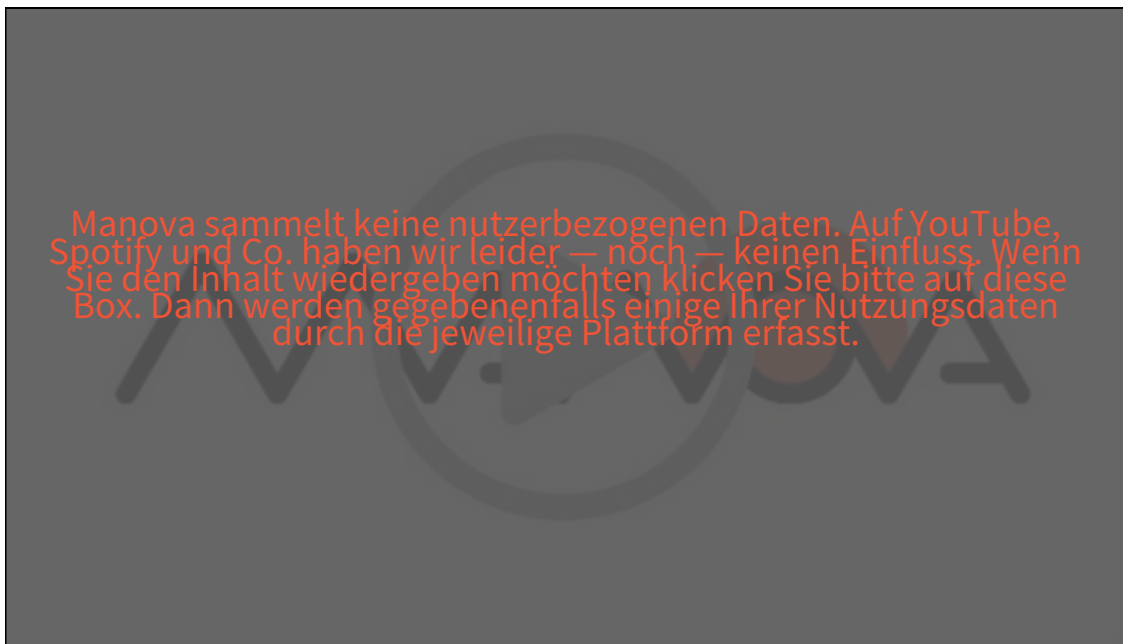 Manova sammelt keine nutzerbezogenen Daten. Auf YouTube,
Spotify und Co. haben wir leider — noch — keinen Einfluss. Wenn
Sie den Inhalt wiedergeben möchten klicken Sie bitte auf diese
Box. Dann werden gegebenenfalls einige Ihrer Nutzungsdaten
durch die jeweilige Plattform erfasst.
MANOVA